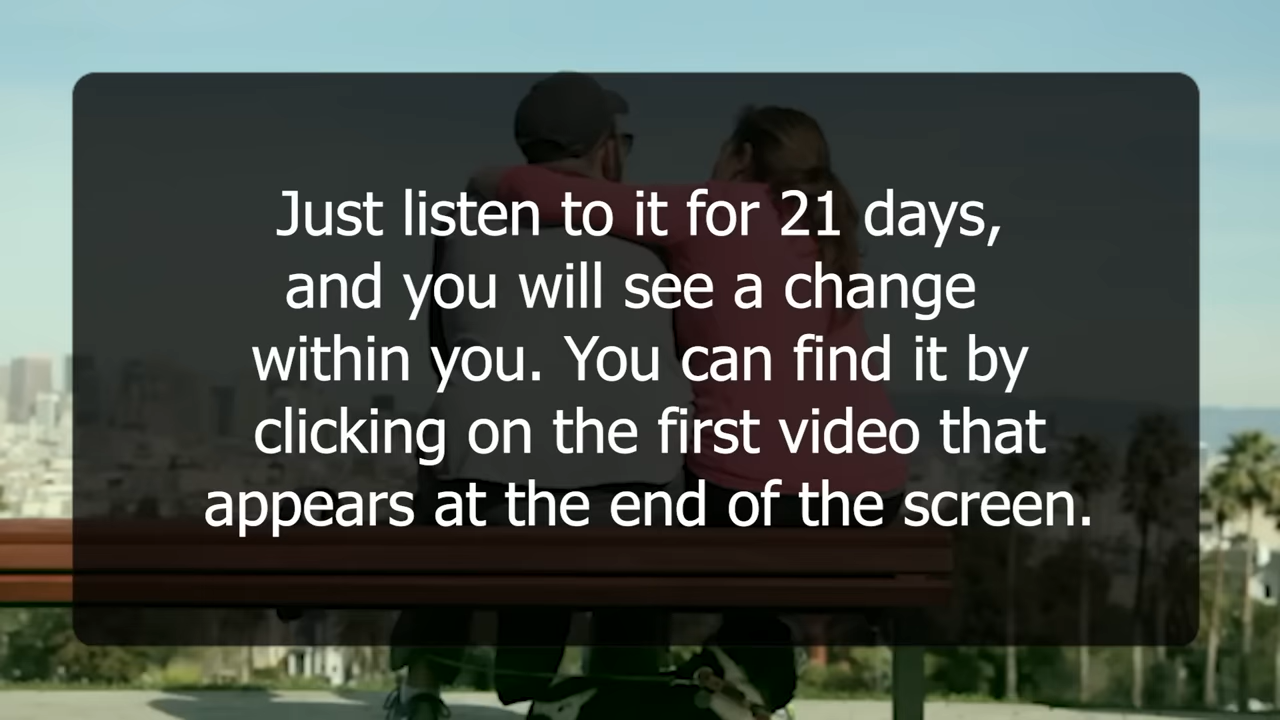 Just listen to it for 21 days,
and you will see a change
within you. You can find it by
clicking on the first video that
appears at the end of the screen.